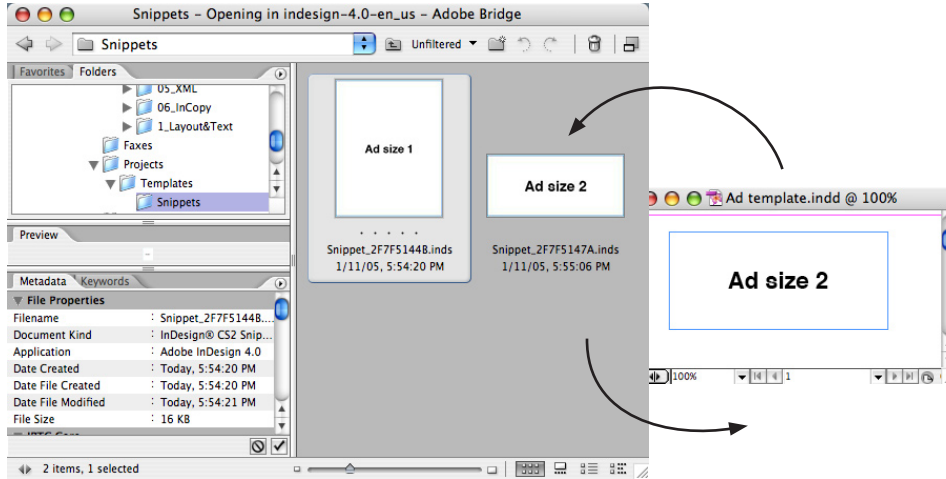 Snippets – Opening in indesign-4.0-en_us – Adobe Bridge
Snippets
Unfiltered
Favorites Folders
05_XML
06_InCopy
1_Layout&Text
Faxes
Projects
Templates
Snippets
Preview
Metadata Keywords
File Properties
Filename : Snippet_2F7F5144B....
Document Kind : InDesign® CS2 Snip...
Application : Adobe InDesign 4.0
Date Created : Today, 5:54:20 PM
Date File Created : Today, 5:54:20 PM
Date File Modified : Today, 5:54:21 PM
File Size : 16 KB
2 items, 1 selected
Ad size 1
Snippet_2F7F5144B.inds
1/11/05, 5:54:20 PM
Ad size 2
Snippet_2F7F5147A.inds
1/11/05, 5:55:06 PM
Ad template.indd @ 100%
Ad size 2
100%
1